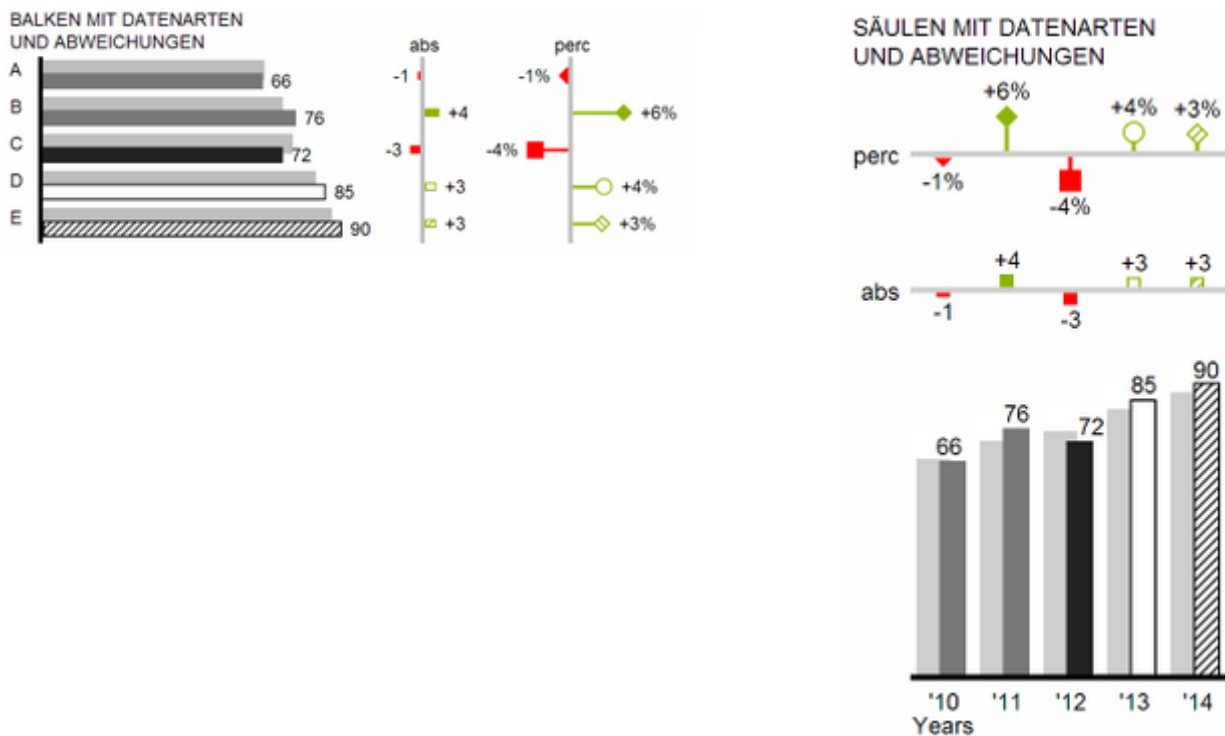 BALKEN MIT DATENARTEN
UND ABWEICHUNGEN
abs
perc
A
66
-1
-1%
B
76
+4
+6%
C
72
-3
-4%
D
85
+3
+4%
E
90
+3
+3%
SÄULEN MIT DATENARTEN
UND ABWEICHUNGEN
+6%
+4%
+3%
perc
-1%
-4%
+4
+3
+3
abs
-1
-3
66
76
72
85
90
'10
'11
'12
'13
'14
Years